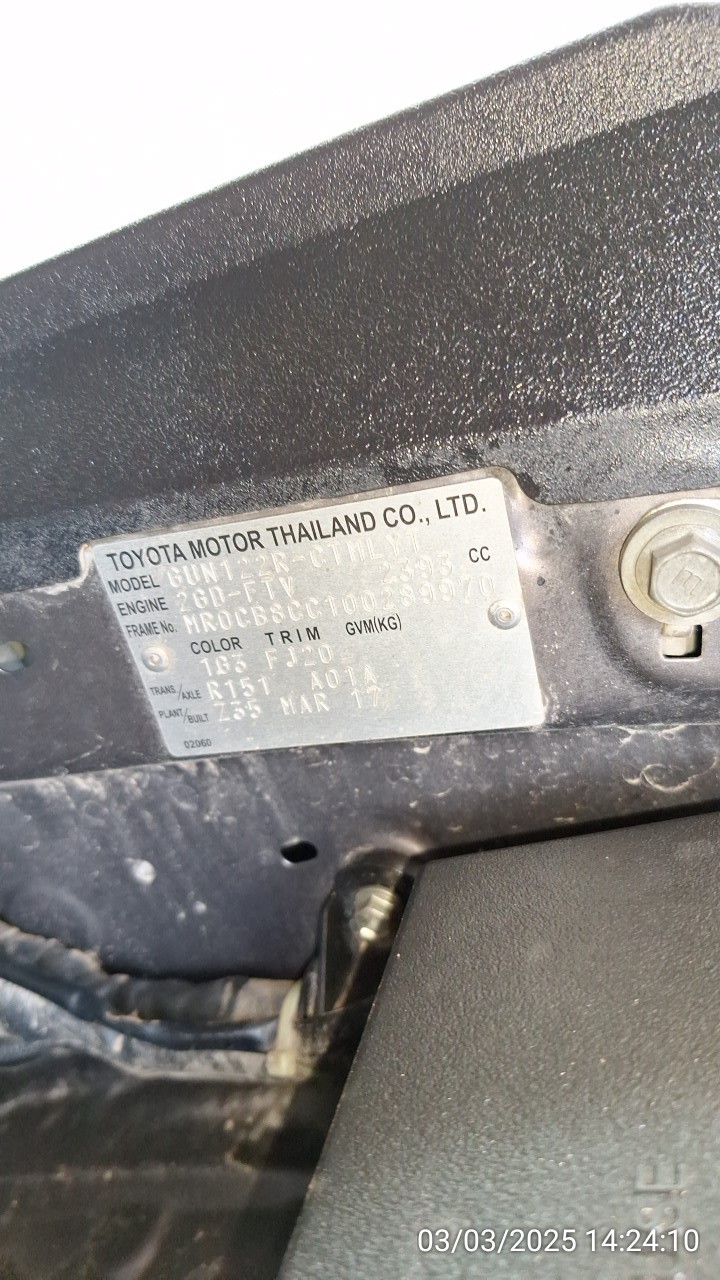 TOYOTA MOTOR THAILAND CO., LTD.
MODEL GUN122R-CTMLYT
ENGINE 2GD-FTV 2393 CC
FRAME No. MR0CB8CC100289970
COLOR TRIM GVM(KG)
1G3 FJ20
TRANS/AXLE R151 A01A
PLANT/BUILT Z35 MAR 17
02060
03/03/2025 14:24:10